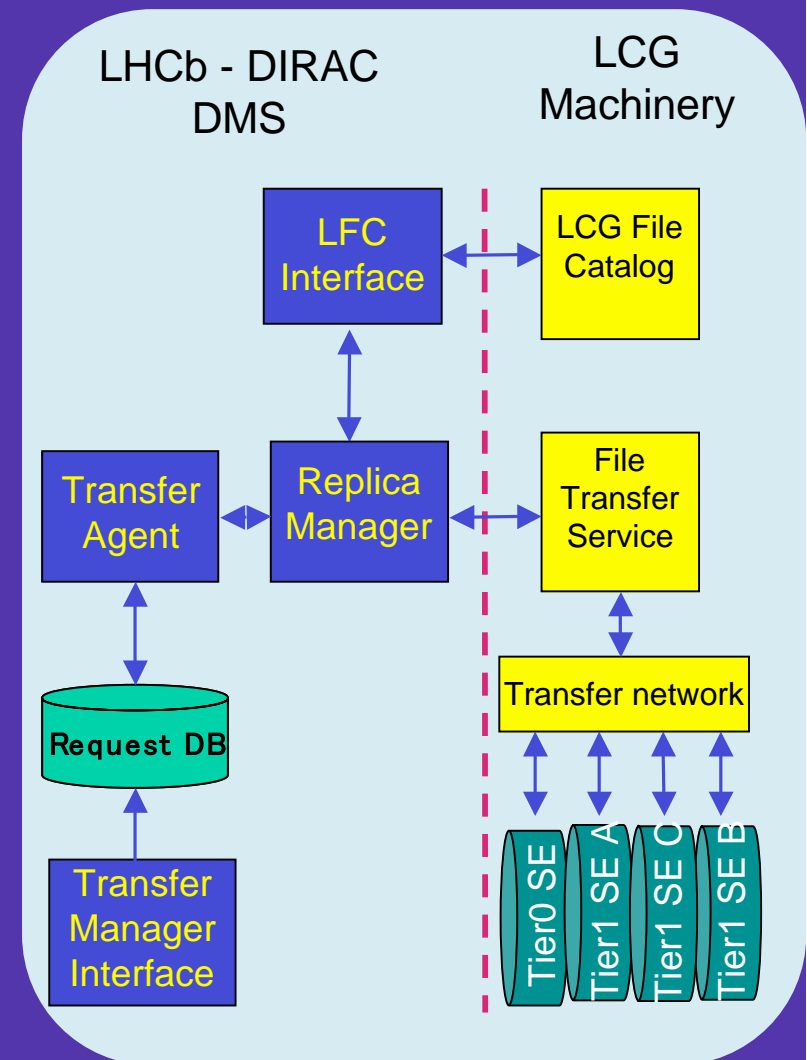 LHCb - DIRAC
DMS
LCG
Machinery
LFC
Interface
LCG File
Catalog
Transfer
Agent
Replica
Manager
File
Transfer
Service
Transfer network
Request DB
Transfer
Manager
Interface
Tier0 SE
Tier1 SE A
Tier1 SE C
Tier1 SE B